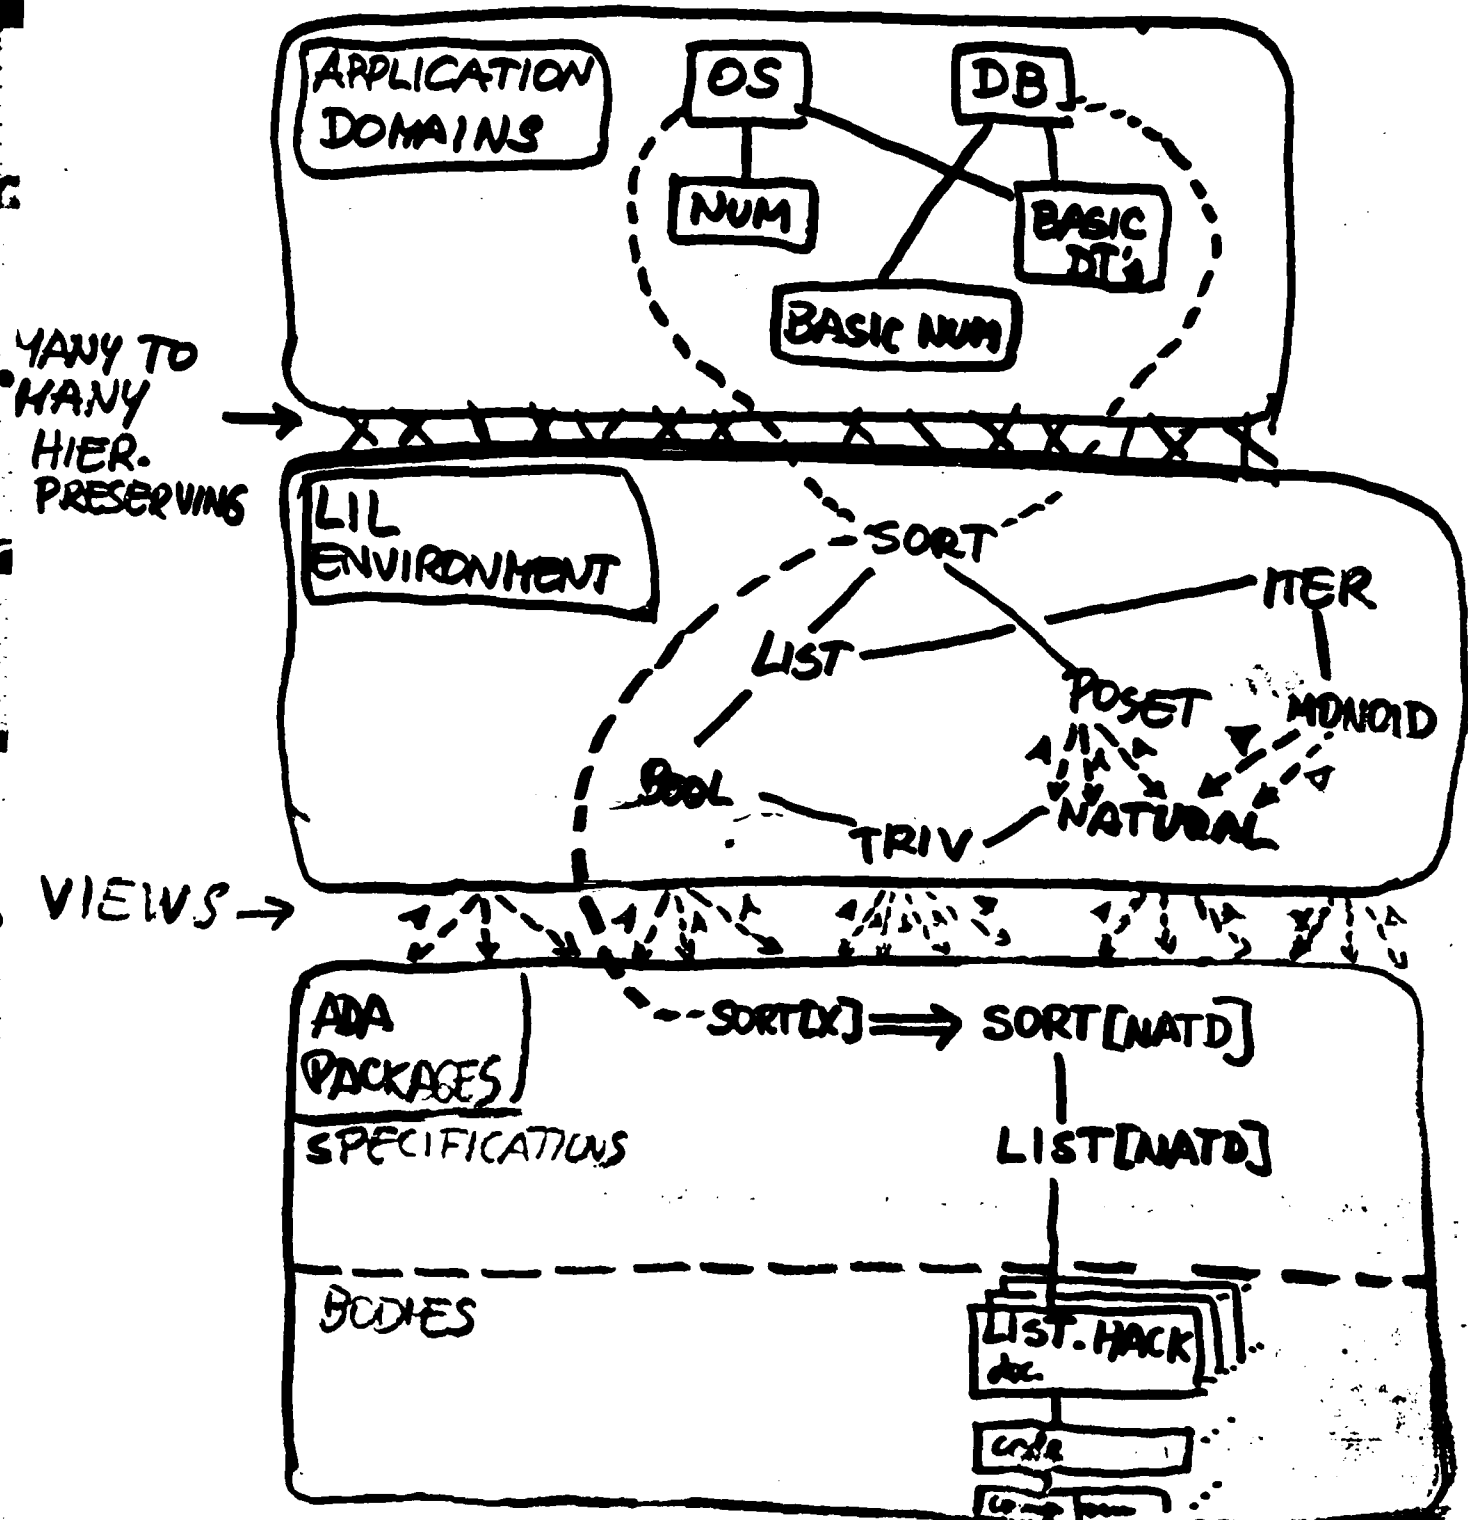 APPLICATION
DOMAINS
OS
DB
NUM
BASIC
DT's
BASIC NUM
MANY TO
MANY
HIER.
PRESERVING
LIL
ENVIRONMENT
SORT
ITER
LIST
POSET
MONOID
BOOL
NATURAL
TRIV
VIEWS
ADA
PACKAGES
SORT[X] SORT[NATD]
SPECIFICATIONS
LIST[NATD]
BODIES
LIST.HACK
doc.
code